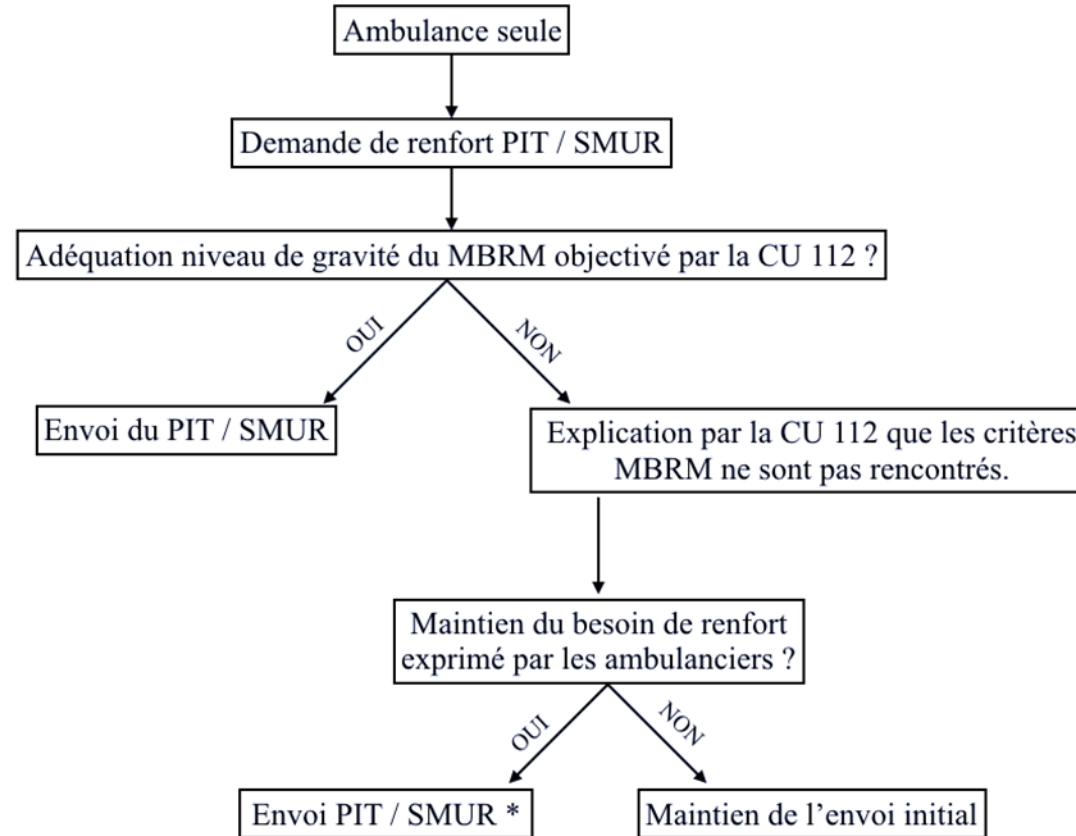 Ambulance seule
Demande de renfort PIT / SMUR
Adéquation niveau de gravité du MBRM objectivé par la CU 112 ?
OUI
NON
Envoi du PIT / SMUR
Explication par la CU 112 que les critères
MBRM ne sont pas rencontrés.
Maintien du besoin de renfort
exprimé par les ambulanciers ?
OUI
NON
Envoi PIT / SMUR *
Maintien de l’envoi initial